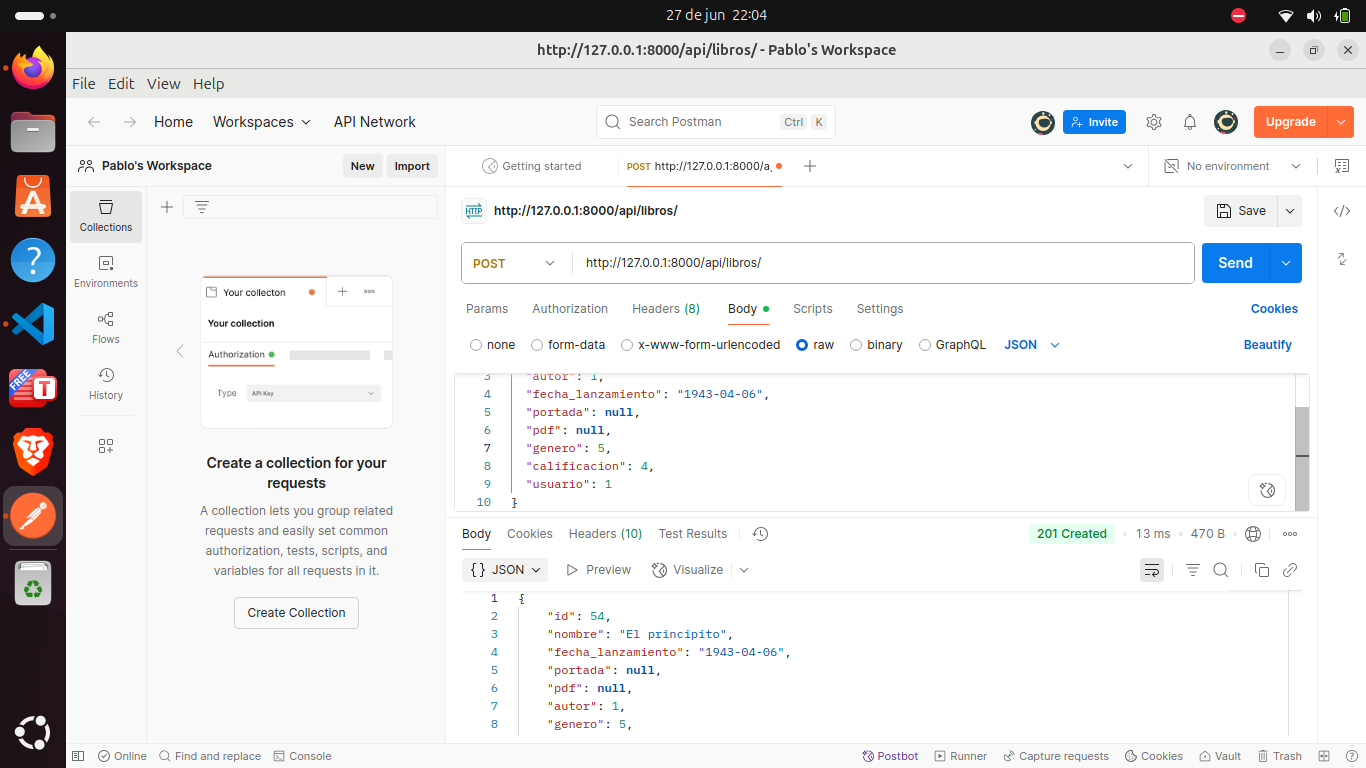 27 de jun 22:04
http://127.0.0.1:8000/api/libros/ - Pablo's Workspace
File Edit View Help
Home Workspaces API Network
Search Postman Ctrl K
Invite Upgrade
Pablo's Workspace New Import
Getting started POST http://127.0.0.1:8000/a. No environment
Collections
Environments
Flows
History
Your collecton
Your collection
Authorization
Type API Key
Create a collection for your
requests
A collection lets you group related
requests and easily set common
authorization, tests, scripts, and
variables for all requests in it.
Create Collection
HTTP http://127.0.0.1:8000/api/libros/ Save
POST http://127.0.0.1:8000/api/libros/ Send
Params Authorization Headers (8) Body Scripts Settings Cookies
none form-data x-www-form-urlencoded raw binary GraphQL JSON Beautify
3 "autor": 1,
4 "fecha_lanzamiento": "1943-04-06",
5 "portada": null,
6 "pdf": null,
7 "genero": 5,
8 "calificacion": 4,
9 "usuario": 1
10 }
Body Cookies Headers (10) Test Results 201 Created 13 ms 470 B
{} JSON Preview Visualize
1 {
2 "id": 54,
3 "nombre": "El principito",
4 "fecha_lanzamiento": "1943-04-06",
5 "portada": null,
6 "pdf": null,
7 "autor": 1,
8 "genero": 5,
Online Find and replace Console Postbot Runner Capture requests Cookies Vault Trash
FREE T